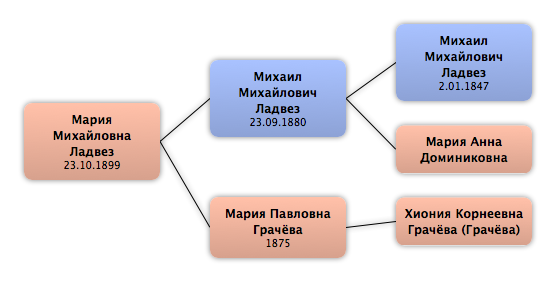 Мария
Михайловна
Ладвез
23.10.1899
Михаил
Михайлович
Ладвез
23.09.1880
Мария Павловна
Грачёва
1875
Михаил
Михайлович
Ладвез
2.01.1847
Мария Анна
Доминиковна
Хиония Корнеевна
Грачёва (Грачёва)